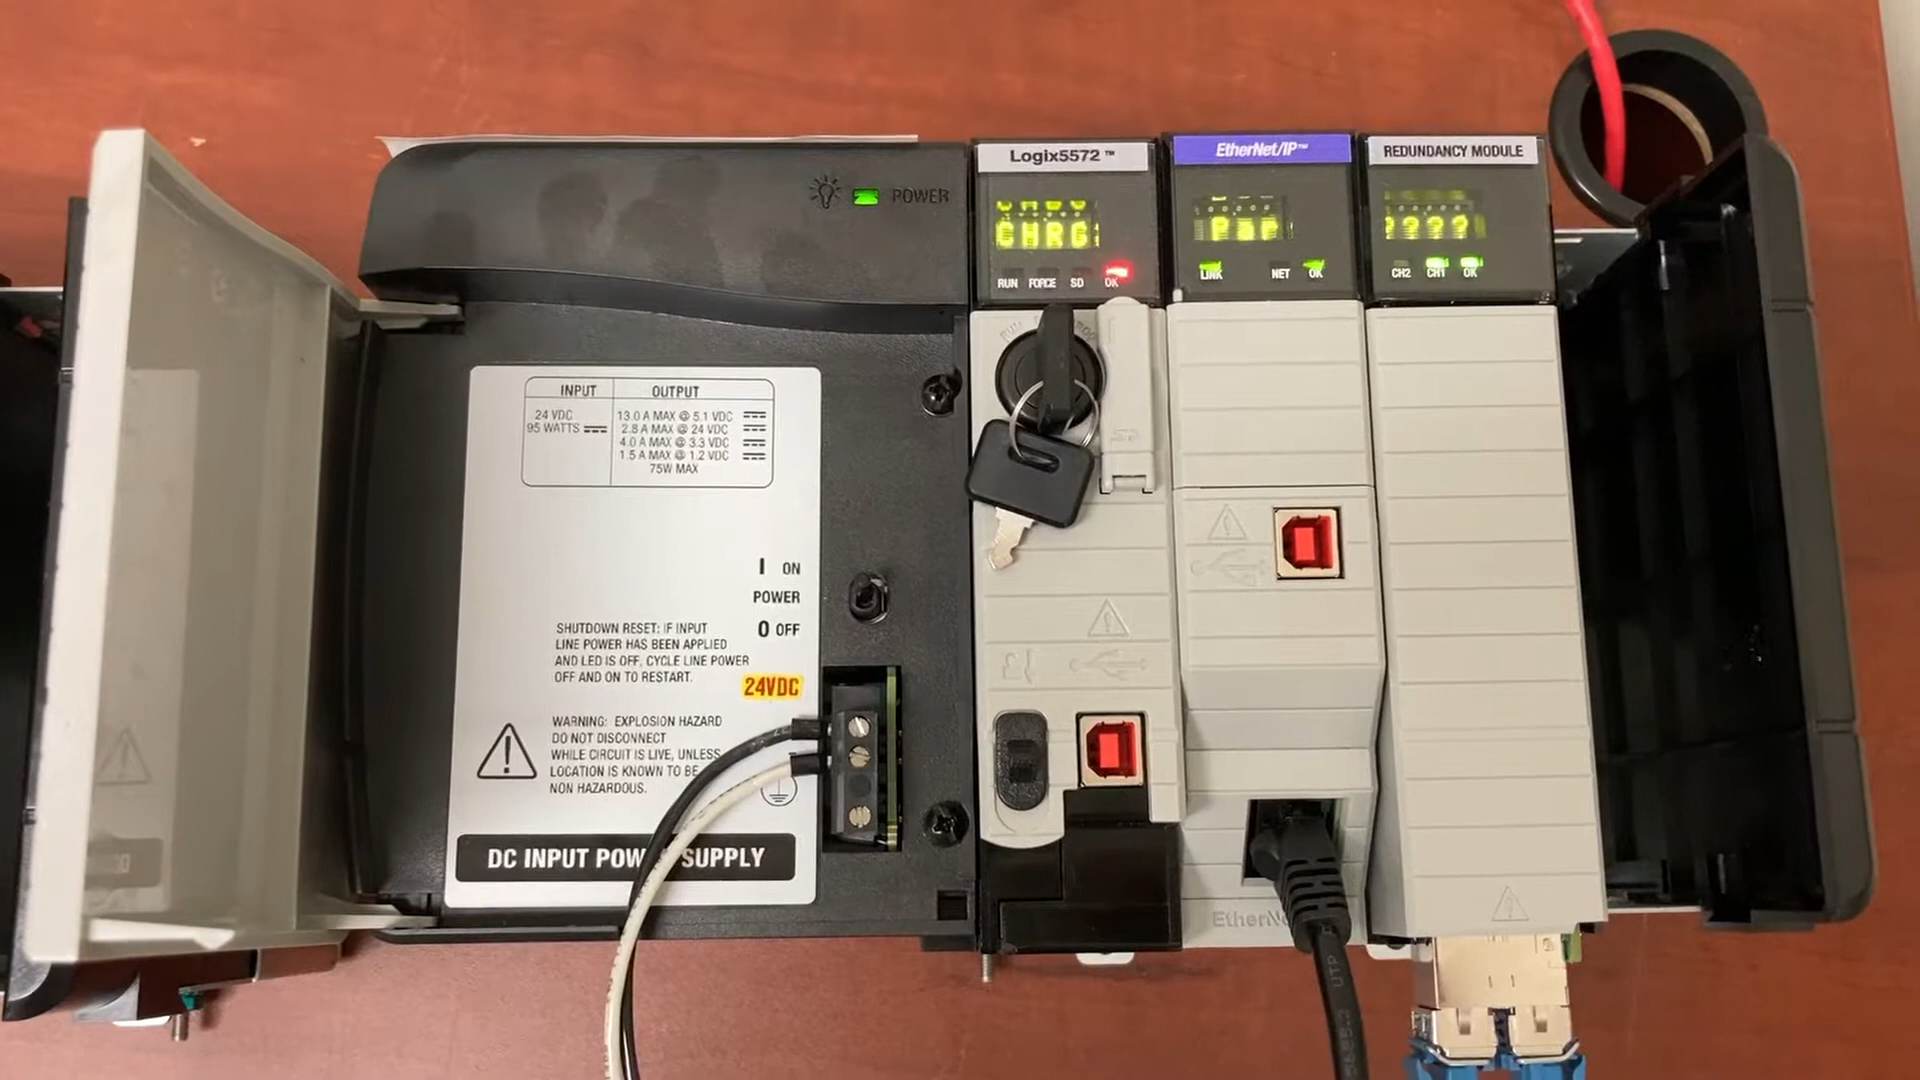 Logix5572 ™
EtherNet/IP™
REDUNDANCY MODULE
POWER
CHRG
????
RUN FORCE SD OK
LINK NET OK
CH2 CH1 OK
INPUT OUTPUT
24 VDC
95 WATTS
13.0 A MAX @ 5.1 VDC
2.8 A MAX @ 24 VDC
4.0 A MAX @ 3.3 VDC
1.5 A MAX @ 1.2 VDC
75W MAX
I ON
POWER
0 OFF
SHUTDOWN RESET: IF INPUT
LINE POWER HAS BEEN APPLIED
AND LED IS OFF, CYCLE LINE POWER
OFF AND ON TO RESTART.
24VDC
WARNING: EXPLOSION HAZARD
DO NOT DISCONNECT
WHILE CIRCUIT IS LIVE, UNLESS
LOCATION IS KNOWN TO BE
NON HAZARDOUS.
DC INPUT POWER SUPPLY
UTP